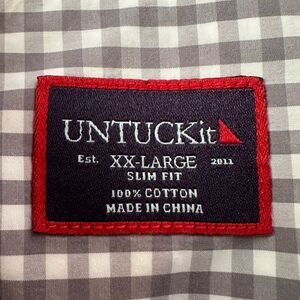 UNTUCKit
Est. XX-LARGE 2011
SLIM FIT
100% COTTON
MADE IN CHINA